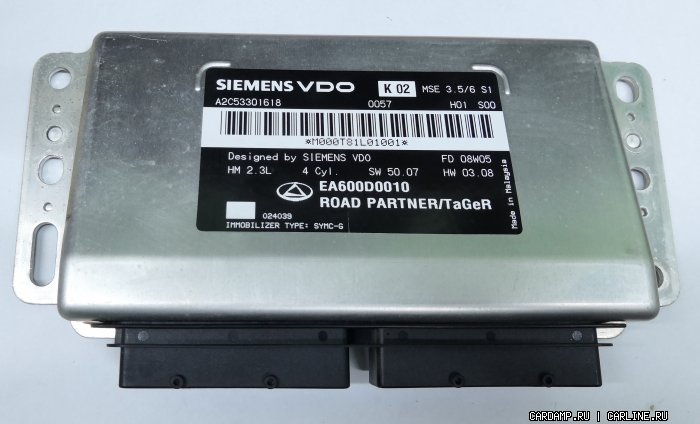 SIEMENS VDO K 02 MSE 3.5/6 S1
A2C53301618 0057 H01 S00
*M000T81L01001*
Designed by SIEMENS VDO FD 08W05
HM 2.3L 4 Cyl. SW 50.07 HW 03.08
EA600D0010
ROAD PARTNER/TaGeR
024039
IMMOBILIZER TYPE: SYMC-G
Made in Malaysia
CARDAMP.RU | CARLINE.RU